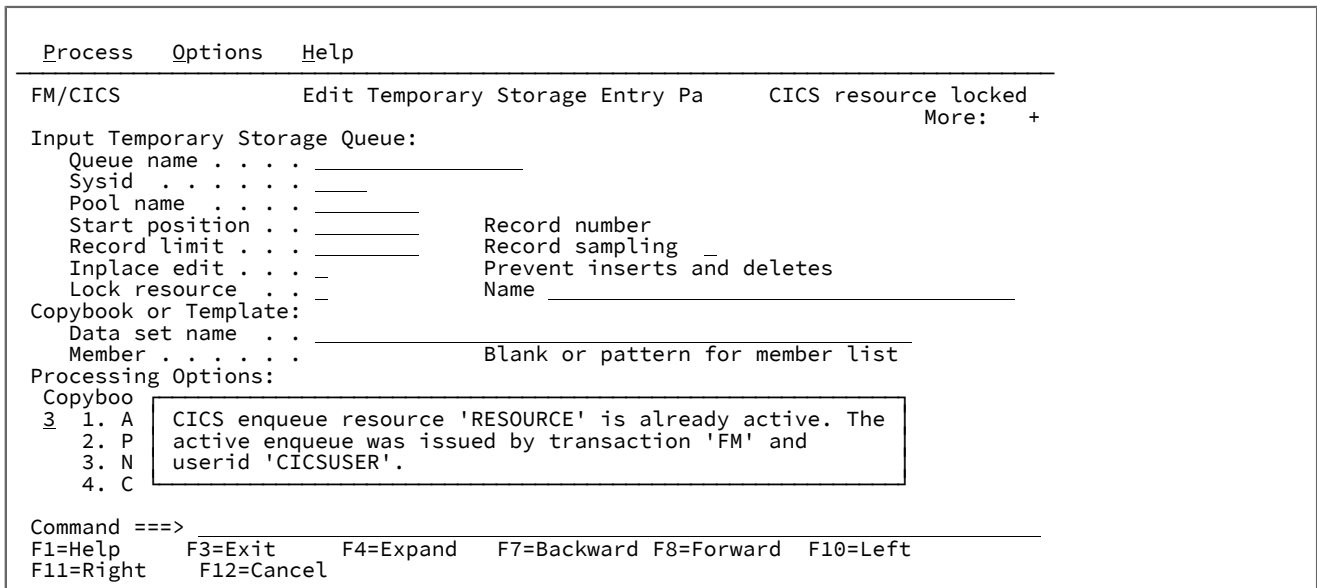 Process   Options   Help
FM/CICS              Edit Temporary Storage Entry Pa     CICS resource locked
More:   +
Input Temporary Storage Queue:
Queue name . . . .
Sysid  . . . . . .
Pool name  . . . .
Start position . .             Record number
Record limit . . .             Record sampling  _
Inplace edit . . . _           Prevent inserts and deletes
Lock resource  . . _           Name
Copybook or Template:
Data set name  . .
Member . . . . . .             Blank or pattern for member list
Processing Options:
Copyboo
3  1. A   CICS enqueue resource 'RESOURCE' is already active. The
2. P   active enqueue was issued by transaction 'FM' and
3. N   userid 'CICSUSER'.
4. C
Command ===>
F1=Help     F3=Exit     F4=Expand   F7=Backward F8=Forward  F10=Left
F11=Right    F12=Cancel